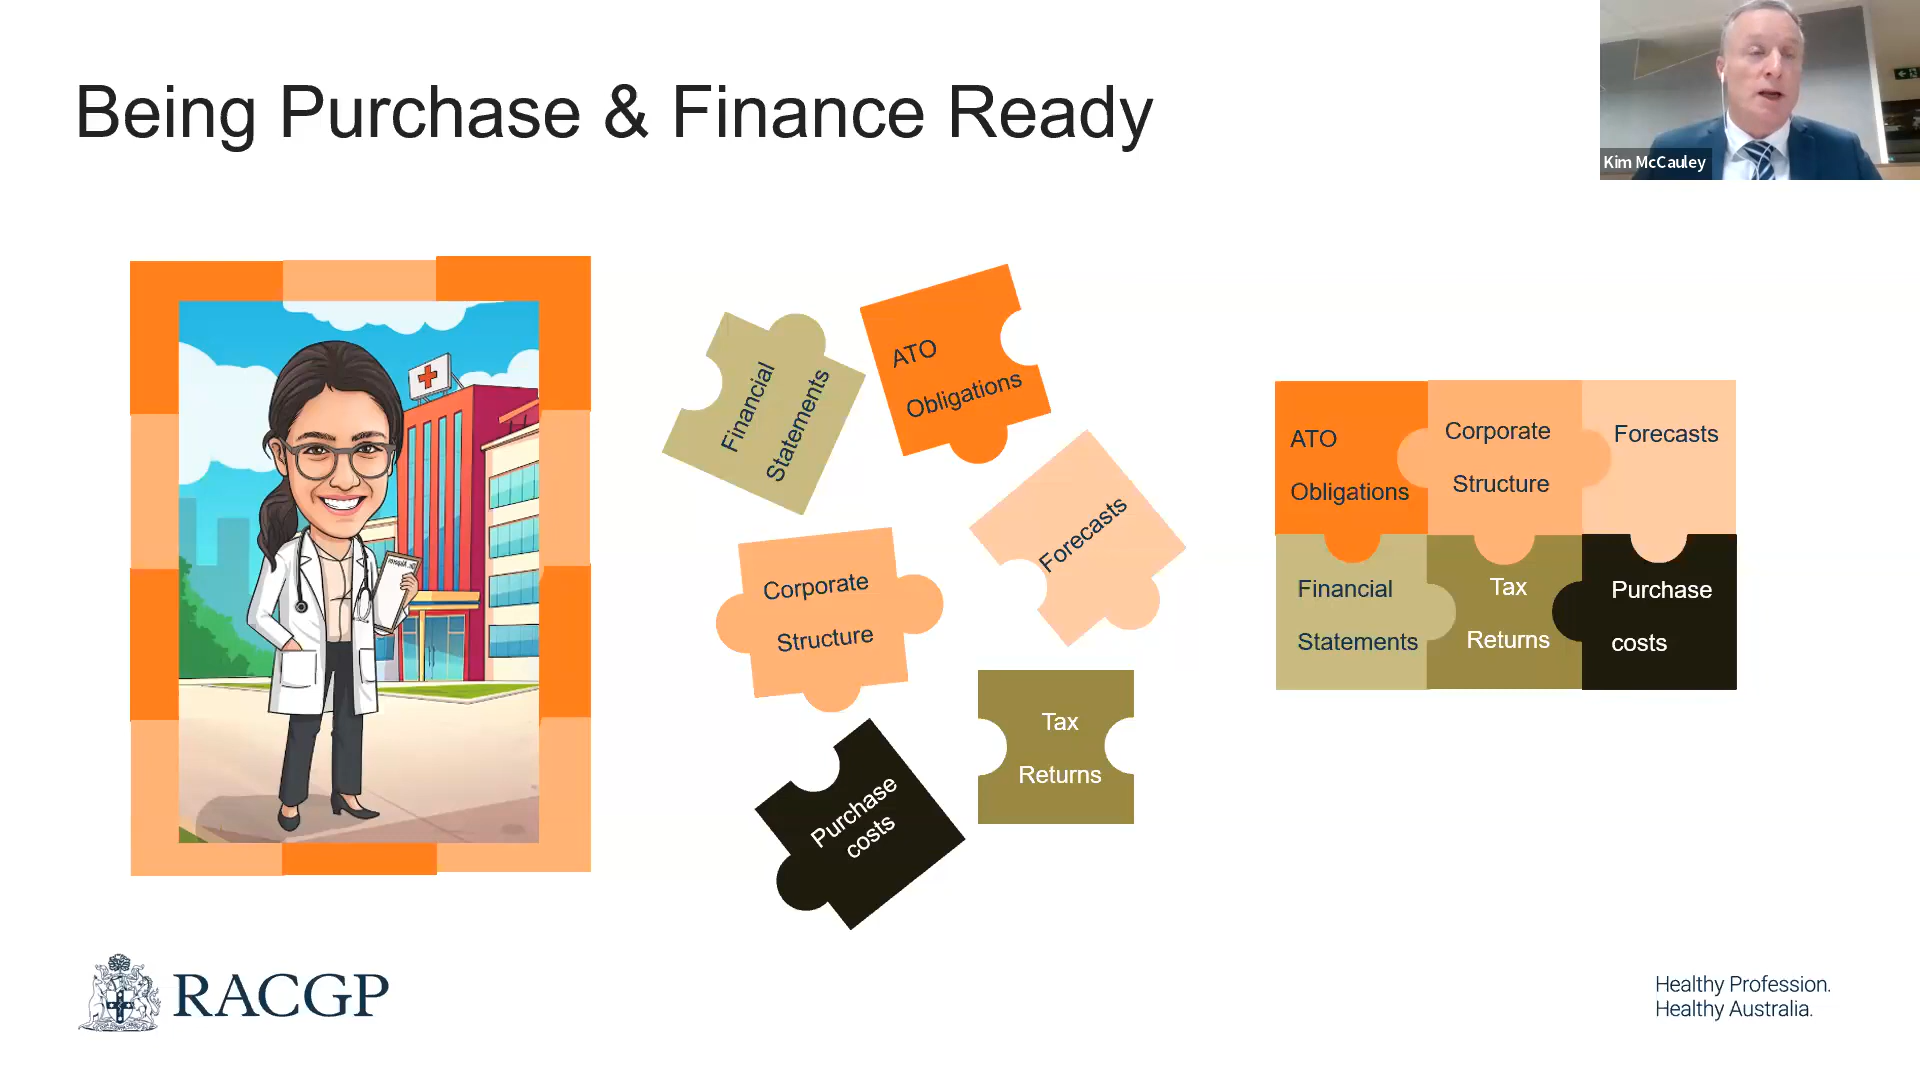 Being Purchase & Finance Ready
Kim McCauley
Financial
Statements
ATO
Obligations
Corporate
Structure
Forecasts
Tax
Returns
Purchase
costs
ATO
Obligations
Corporate
Structure
Forecasts
Financial
Statements
Tax
Returns
Purchase
costs
RACGP
Healthy Profession.
Healthy Australia.